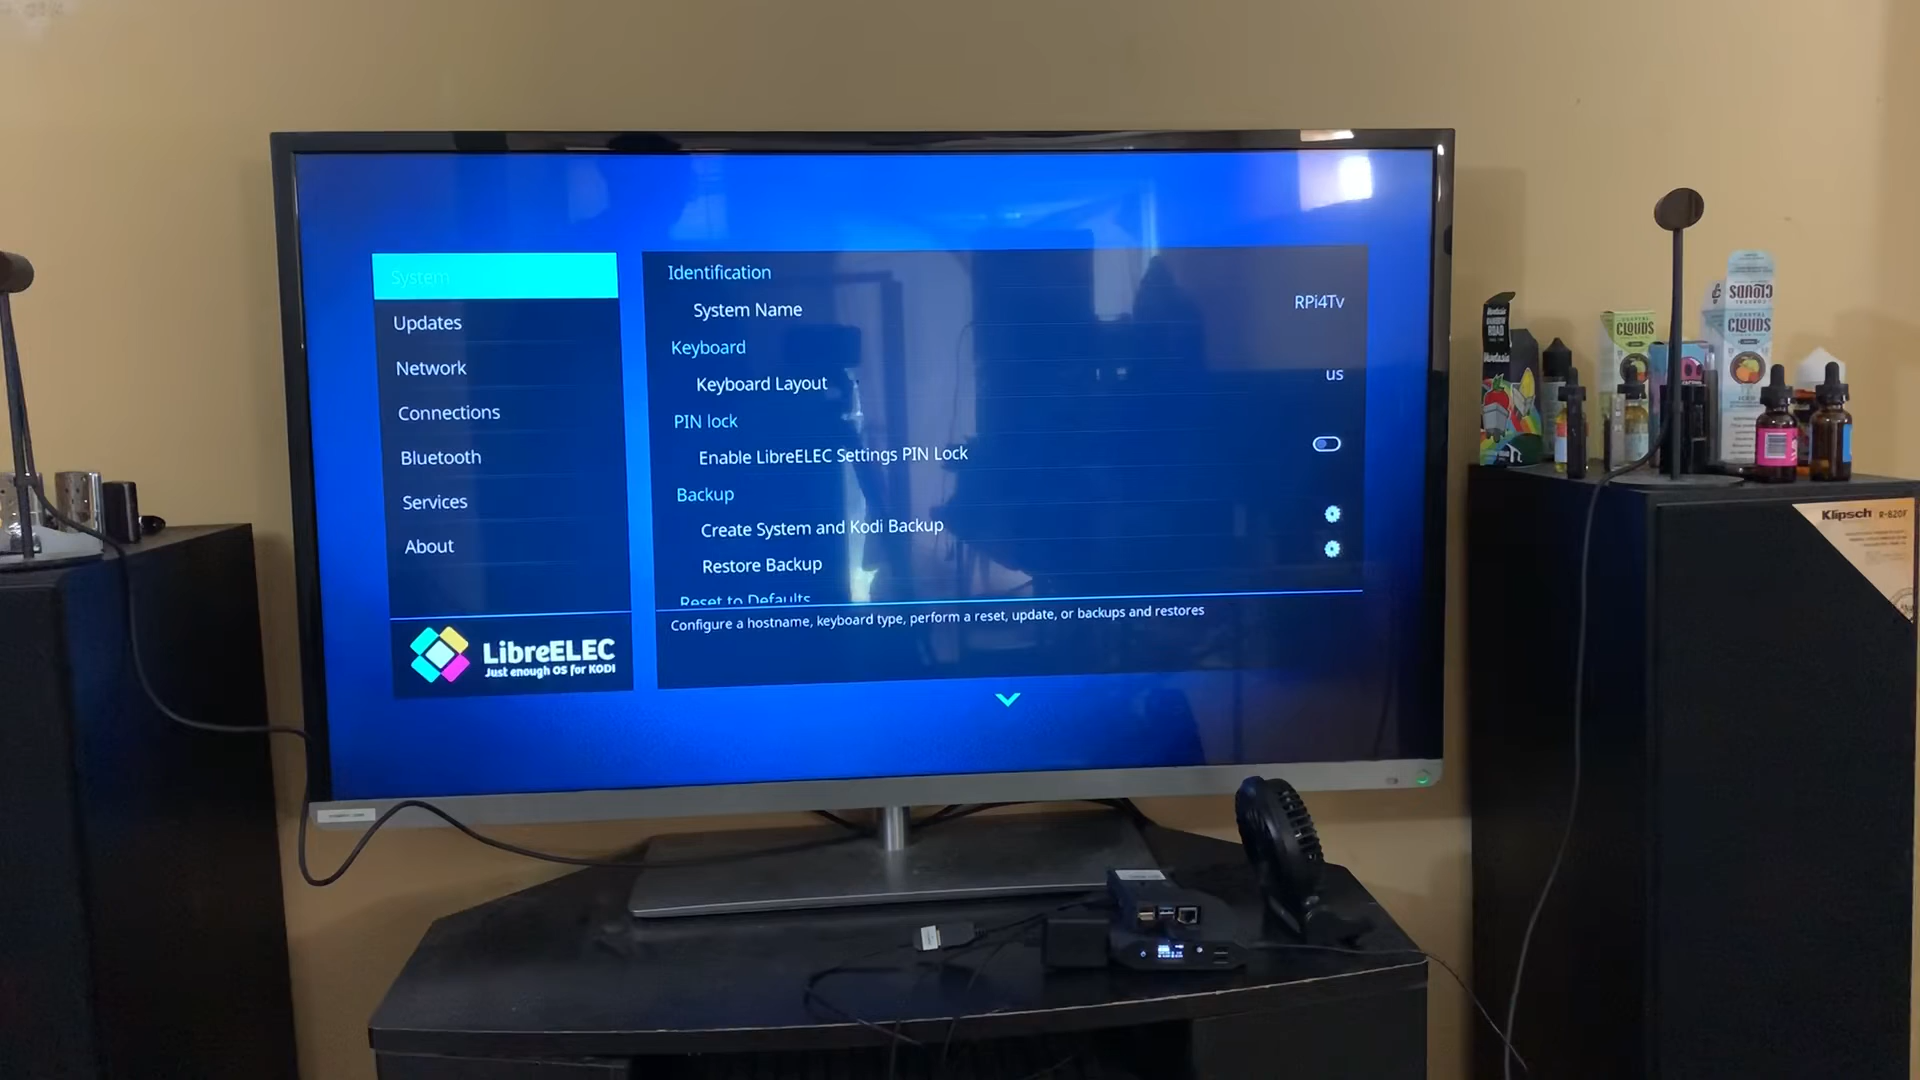 System
Updates
Network
Connections
Bluetooth
Services
About
LibreELEC
Just enough OS for KODI
Identification
System Name
RPi4Tv
Keyboard
Keyboard Layout
us
PIN lock
Enable LibreELEC Settings PIN Lock
Backup
Create System and Kodi Backup
Restore Backup
Reset to Defaults
Configure a hostname, keyboard type, perform a reset, update, or backups and restores
CLOUDS
CLOUDS
CLOUDS
Klipsch R-820F